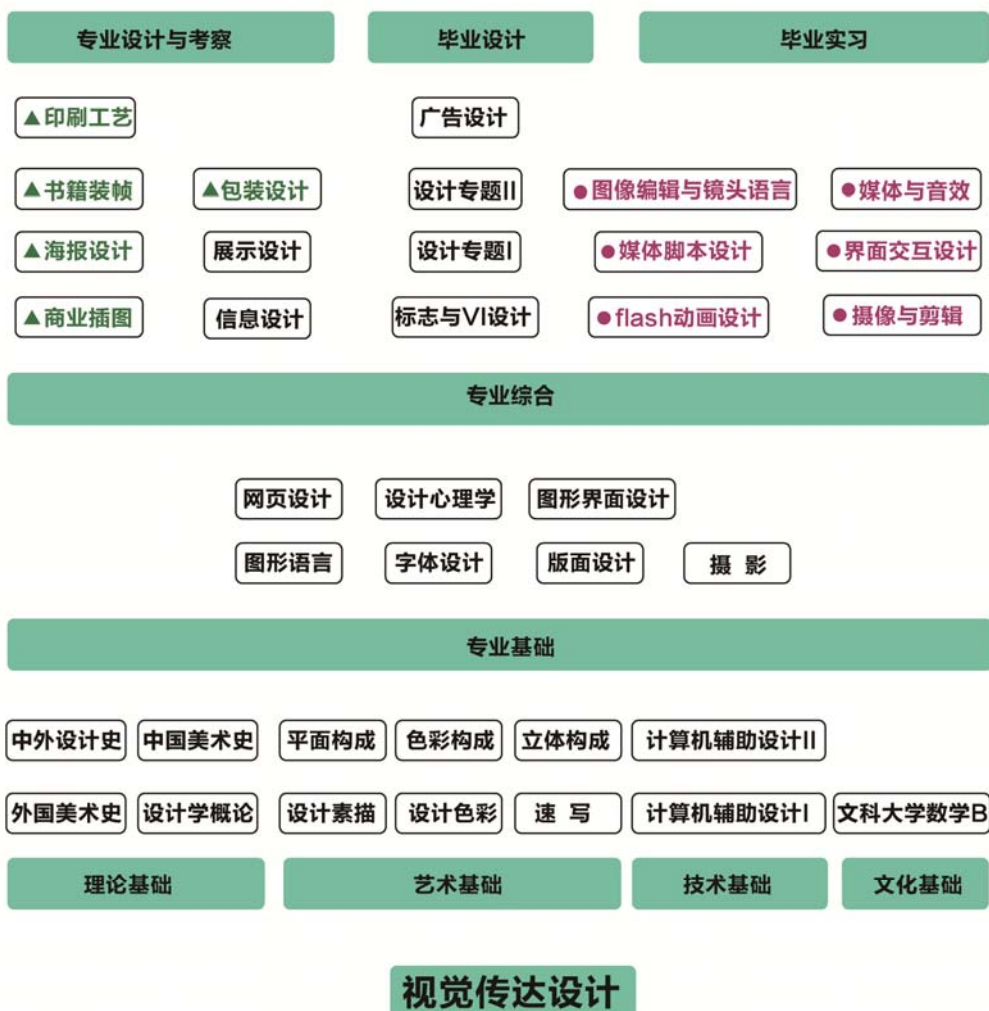 专业设计与考察 毕业设计 毕业实习
▲印刷工艺 广告设计
▲书籍装帧 ▲包装设计 设计专题II ●图像编辑与镜头语言 ●媒体与音效
▲海报设计 展示设计 设计专题I ●媒体脚本设计 ●界面交互设计
▲商业插图 信息设计 标志与VI设计 ●flash动画设计 ●摄像与剪辑
专业综合
网页设计 设计心理学 图形界面设计
图形语言 字体设计 版面设计 摄 影
专业基础
中外设计史 中国美术史 平面构成 色彩构成 立体构成 计算机辅助设计II
外国美术史 设计学概论 设计素描 设计色彩 速 写 计算机辅助设计I 文科大学数学B
理论基础 艺术基础 技术基础 文化基础
视觉传达设计